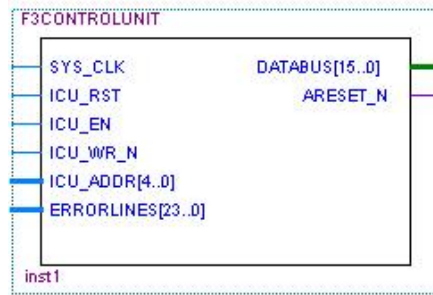 F3CONTROLUNIT
SYS_CLK DATABUS[15..0]
ICU_RST ARESET_N
ICU_EN
ICU_WR_N
ICU_ADDR[4..0]
ERRORLINES[23..0]
inst1